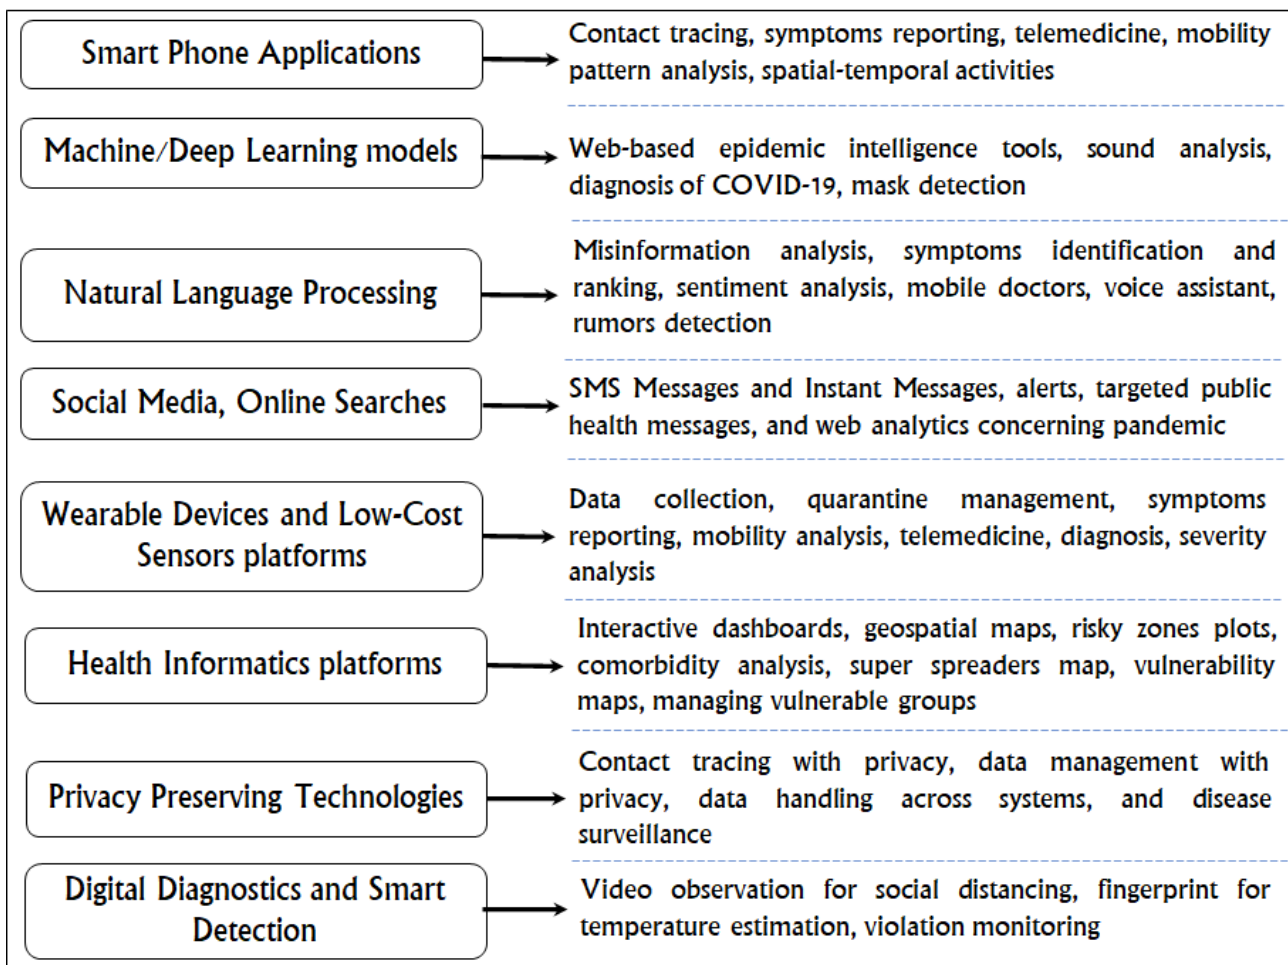 Smart Phone Applications
Contact tracing, symptoms reporting, telemedicine, mobility
pattern analysis, spatial-temporal activities
Machine/Deep Learning models
Web-based epidemic intelligence tools, sound analysis,
diagnosis of COVID-19, mask detection
Natural Language Processing
Misinformation analysis, symptoms identification and
ranking, sentiment analysis, mobile doctors, voice assistant,
rumors detection
Social Media, Online Searches
SMS Messages and Instant Messages, alerts, targeted public
health messages, and web analytics concerning pandemic
Wearable Devices and Low-Cost
Sensors platforms
Data collection, quarantine management, symptoms
reporting, mobility analysis, telemedicine, diagnosis, severity
analysis
Health Informatics platforms
Interactive dashboards, geospatial maps, risky zones plots,
comorbidity analysis, super spreaders map, vulnerability
maps, managing vulnerable groups
Privacy Preserving Technologies
Contact tracing with privacy, data management with
privacy, data handling across systems, and disease
surveillance
Digital Diagnostics and Smart
Detection
Video observation for social distancing, fingerprint for
temperature estimation, violation monitoring